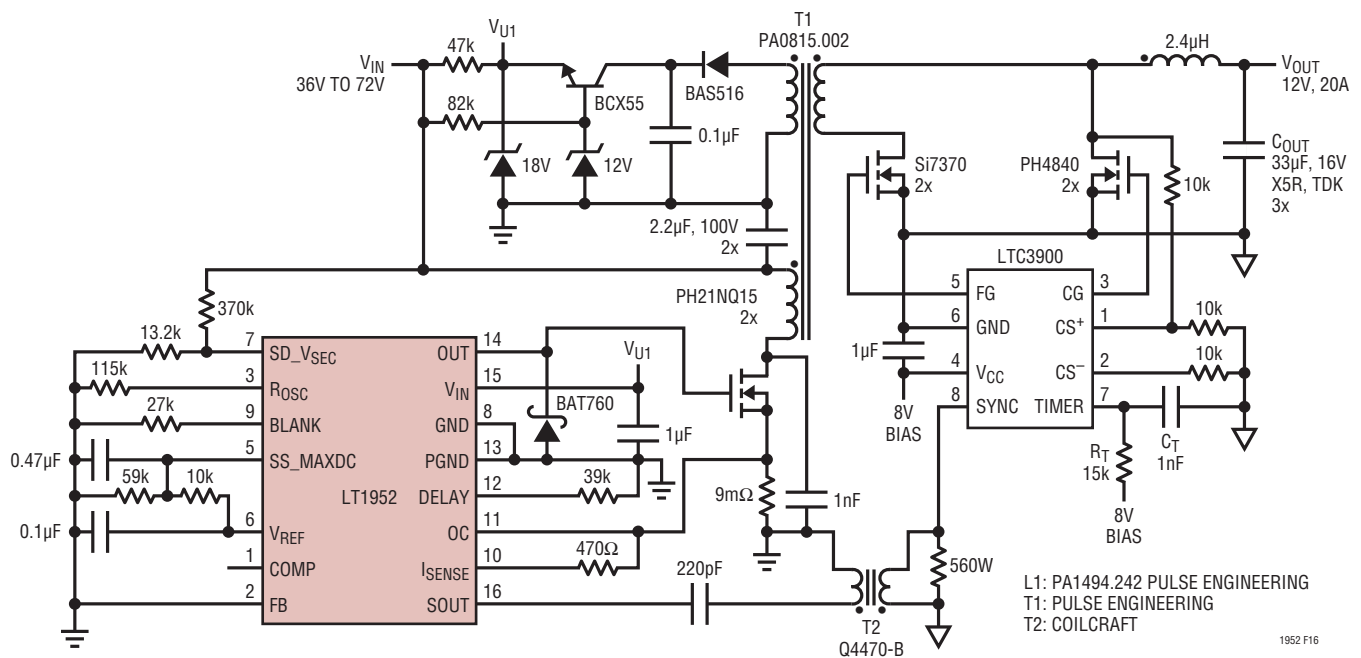 VIN
36V TO 72V
47k
VU1
82k
BCX55
BAS516
18V
12V
0.1µF
T1
PA0815.002
2.4µH
VOUT
12V, 20A
Si7370
2x
PH4840
2x
10k
COUT
33µF, 16V
X5R, TDK
3x
2.2µF, 100V
2x
PH21NQ15
2x
370k
13.2k
115k
27k
0.47µF
59k
10k
0.1µF
7
SD_VSEC
3
ROSC
9
BLANK
5
SS_MAXDC
6
VREF
1
COMP
2
FB
LT1952
OUT
14
VIN
15
GND
8
PGND
13
DELAY
12
OC
11
ISENSE
10
SOUT
16
BAT760
VU1
1µF
39k
470Ω
9mΩ
1nF
220pF
T2
Q4470-B
560W
LTC3900
5
FG
6
GND
4
VCC
8
SYNC
CG
3
CS+
1
CS–
2
TIMER
7
1µF
8V
BIAS
10k
10k
RT
15k
CT
1nF
8V
BIAS
L1: PA1494.242 PULSE ENGINEERING
T1: PULSE ENGINEERING
T2: COILCRAFT
1952 F16